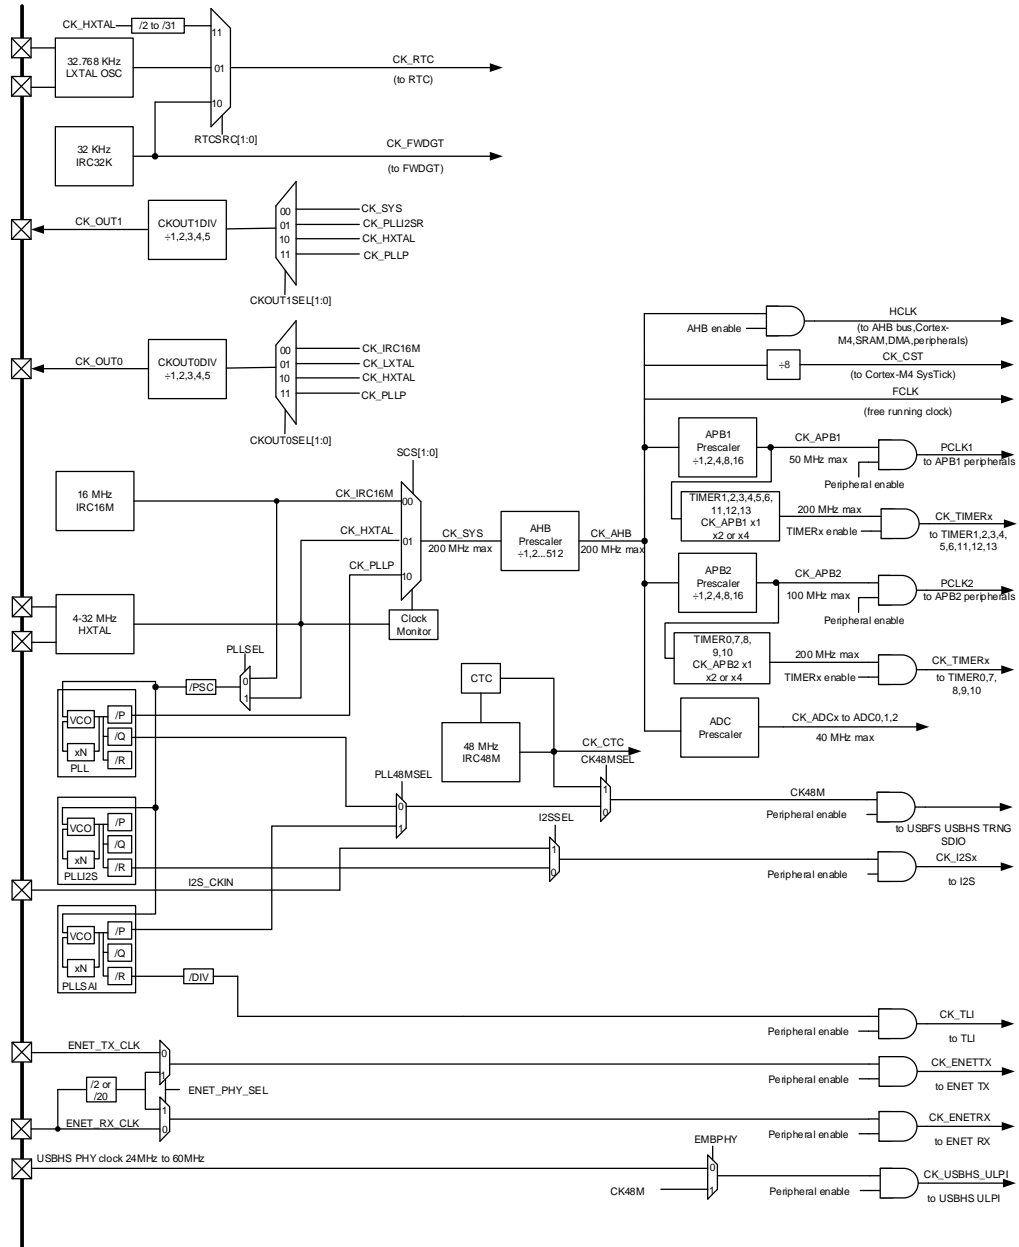 CK_HXTAL
/2 to /31
11
32.768 KHz
LXTAL OSC
01
CK_RTC
(to RTC)
10
RTCSRC[1:0]
32 KHz
IRC32K
CK_FWDGT
(to FWDGT)
CK_OUT1
CKOUT1DIV
÷1,2,3,4,5
00
01
10
11
CK_SYS
CK_PLLI2SR
CK_HXTAL
CK_PLLP
CKOUT1SEL[1:0]
CK_OUT0
CKOUT0DIV
÷1,2,3,4,5
00
01
10
11
CK_IRC16M
CK_LXTAL
CK_HXTAL
CK_PLLP
CKOUT0SEL[1:0]
AHB enable
HCLK
(to AHB bus,Cortex-
M4,SRAM,DMA,peripherals)
÷8
CK_CST
(to Cortex-M4 SysTick)
FCLK
(free running clock)
SCS[1:0]
16 MHz
IRC16M
CK_IRC16M
00
CK_HXTAL
01
CK_PLLP
10
CK_SYS
200 MHz max
AHB
Prescaler
÷1,2...512
CK_AHB
200 MHz max
APB1
Prescaler
÷1,2,4,8,16
CK_APB1
50 MHz max
Peripheral enable
PCLK1
to APB1 peripherals
TIMER1,2,3,4,5,6,
11,12,13
CK_APB1 x1
x2 or x4
200 MHz max
TIMERx enable
CK_TIMERx
to TIMER1,2,3,4,
5,6,11,12,13
APB2
Prescaler
÷1,2,4,8,16
CK_APB2
100 MHz max
Peripheral enable
PCLK2
to APB2 peripherals
TIMER0,7,8,
9,10
CK_APB2 x1
x2 or x4
200 MHz max
TIMERx enable
CK_TIMERx
to TIMER0,7,
8,9,10
ADC
Prescaler
CK_ADCx to ADC0,1,2
40 MHz max
4-32 MHz
HXTAL
Clock
Monitor
PLLSEL
0
1
/PSC
VCO
xN
/P
/Q
/R
PLL
CTC
48 MHz
IRC48M
CK_CTC
CK48MSEL
1
0
PLL48MSEL
0
1
CK48M
Peripheral enable
to USBFS USBHS TRNG
SDIO
VCO
xN
/P
/Q
/R
PLLI2S
I2SSEL
1
0
I2S_CKIN
Peripheral enable
CK_I2Sx
to I2S
VCO
xN
/P
/Q
/R
PLLSAI
/DIV
Peripheral enable
CK_TLI
to TLI
ENET_TX_CLK
0
1
/2 or
/20
ENET_PHY_SEL
1
0
ENET_RX_CLK
Peripheral enable
CK_ENETTX
to ENET TX
Peripheral enable
CK_ENETRX
to ENET RX
USBHS PHY clock 24MHz to 60MHz
EMBPHY
0
1
CK48M
Peripheral enable
CK_USBHS_ULPI
to USBHS ULPI